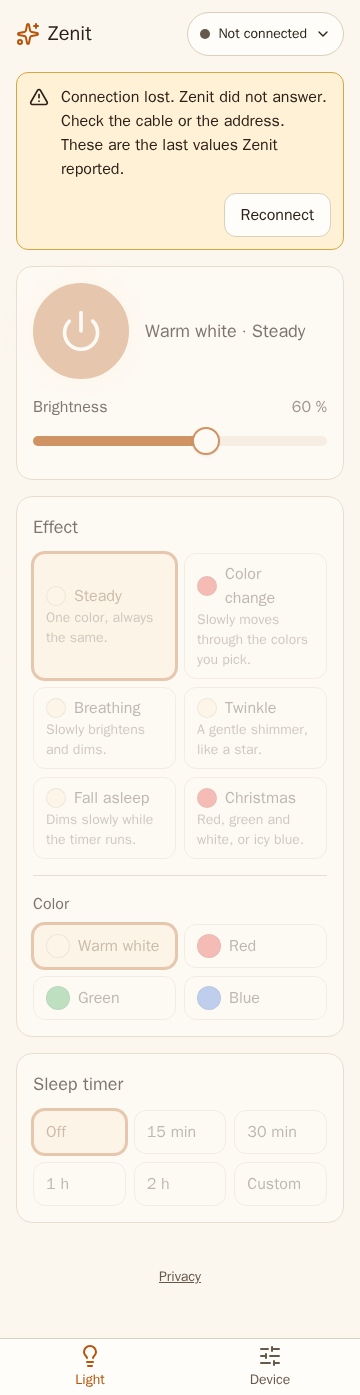 Zenit
Not connected
Connection lost. Zenit did not answer.
Check the cable or the address.
These are the last values Zenit
reported.
Reconnect
Warm white · Steady
Brightness
60 %
Effect
Steady
One color, always
the same.
Color
change
Slowly moves
through the colors
you pick.
Breathing
Slowly brightens
and dims.
Twinkle
A gentle shimmer,
like a star.
Fall asleep
Dims slowly while
the timer runs.
Christmas
Red, green and
white, or icy blue.
Color
Warm white
Red
Green
Blue
Sleep timer
Off
15 min
30 min
1 h
2 h
Custom
Privacy
Light
Device